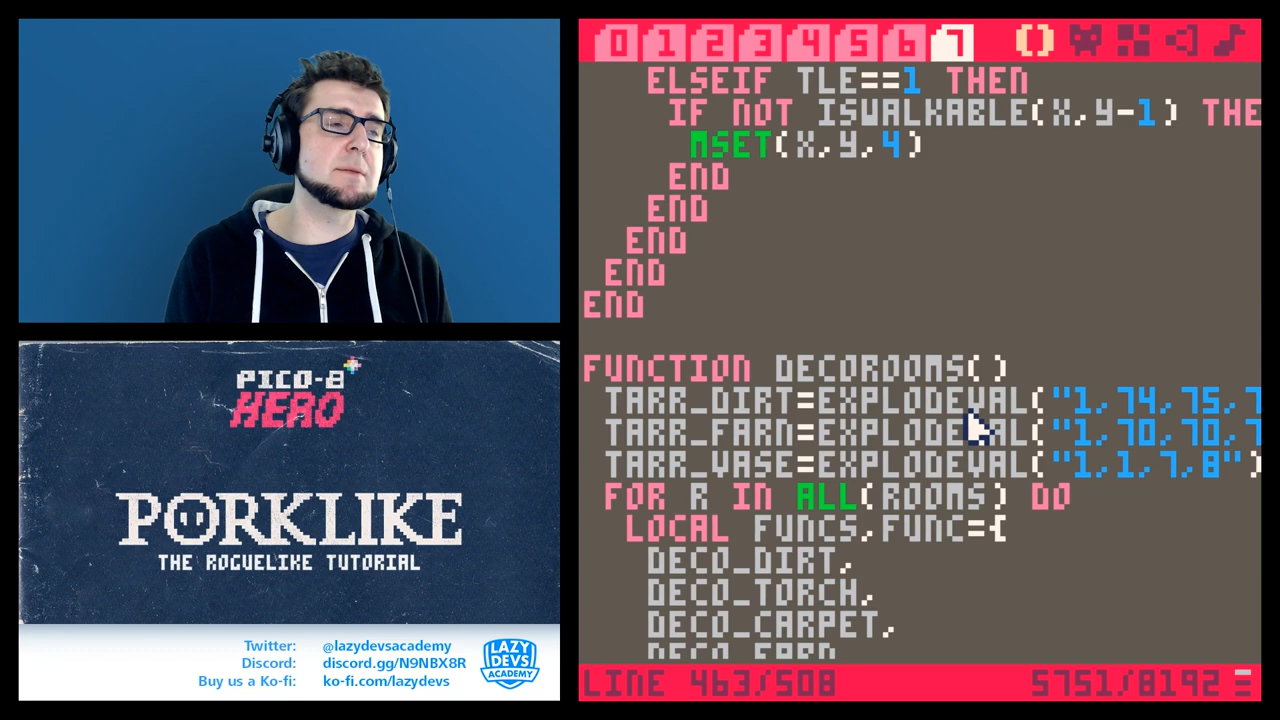 PICO-8
HERO
PORKLIKE
THE ROGUELIKE TUTORIAL
Twitter: @lazydevsacademy
Discord: discord.gg/N9NBX8R
Buy us a Ko-fi: ko-fi.com/lazydevs
LAZY
DEVS
ACADEMY
0 1 2 3 4 5 6 7 ()
ELSEIF TLE==1 THEN
IF NOT ISWALKABLE(X,Y-1) THE
MSET(X,Y,4)
END
END
END
END
END
FUNCTION DECOROOMS()
TARR_DIRT=EXPLODEVAL("1,74,75,7
TARR_FARN=EXPLODEVAL("1,70,70,7
TARR_VASE=EXPLODEVAL("1,1,7,8")
FOR R IN ALL(ROOMS) DO
LOCAL FUNCS,FUNC={
DECO_DIRT,
DECO_TORCH,
DECO_CARPET,
DECO_FARN
LINE 463/508 5751/8192